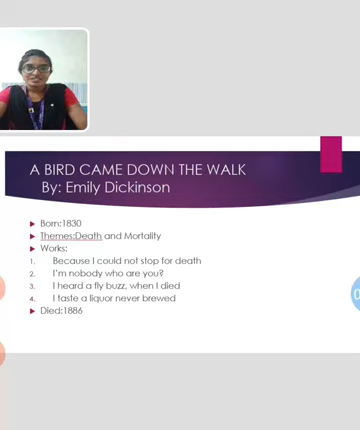 A BIRD CAME DOWN THE WALK
By: Emily Dickinson
Born:1830
Themes:Death and Mortality
Works:
1. Because I could not stop for death
2. I'm nobody who are you?
3. I heard a fly buzz, when I died
4. I taste a liquor never brewed
Died:1886